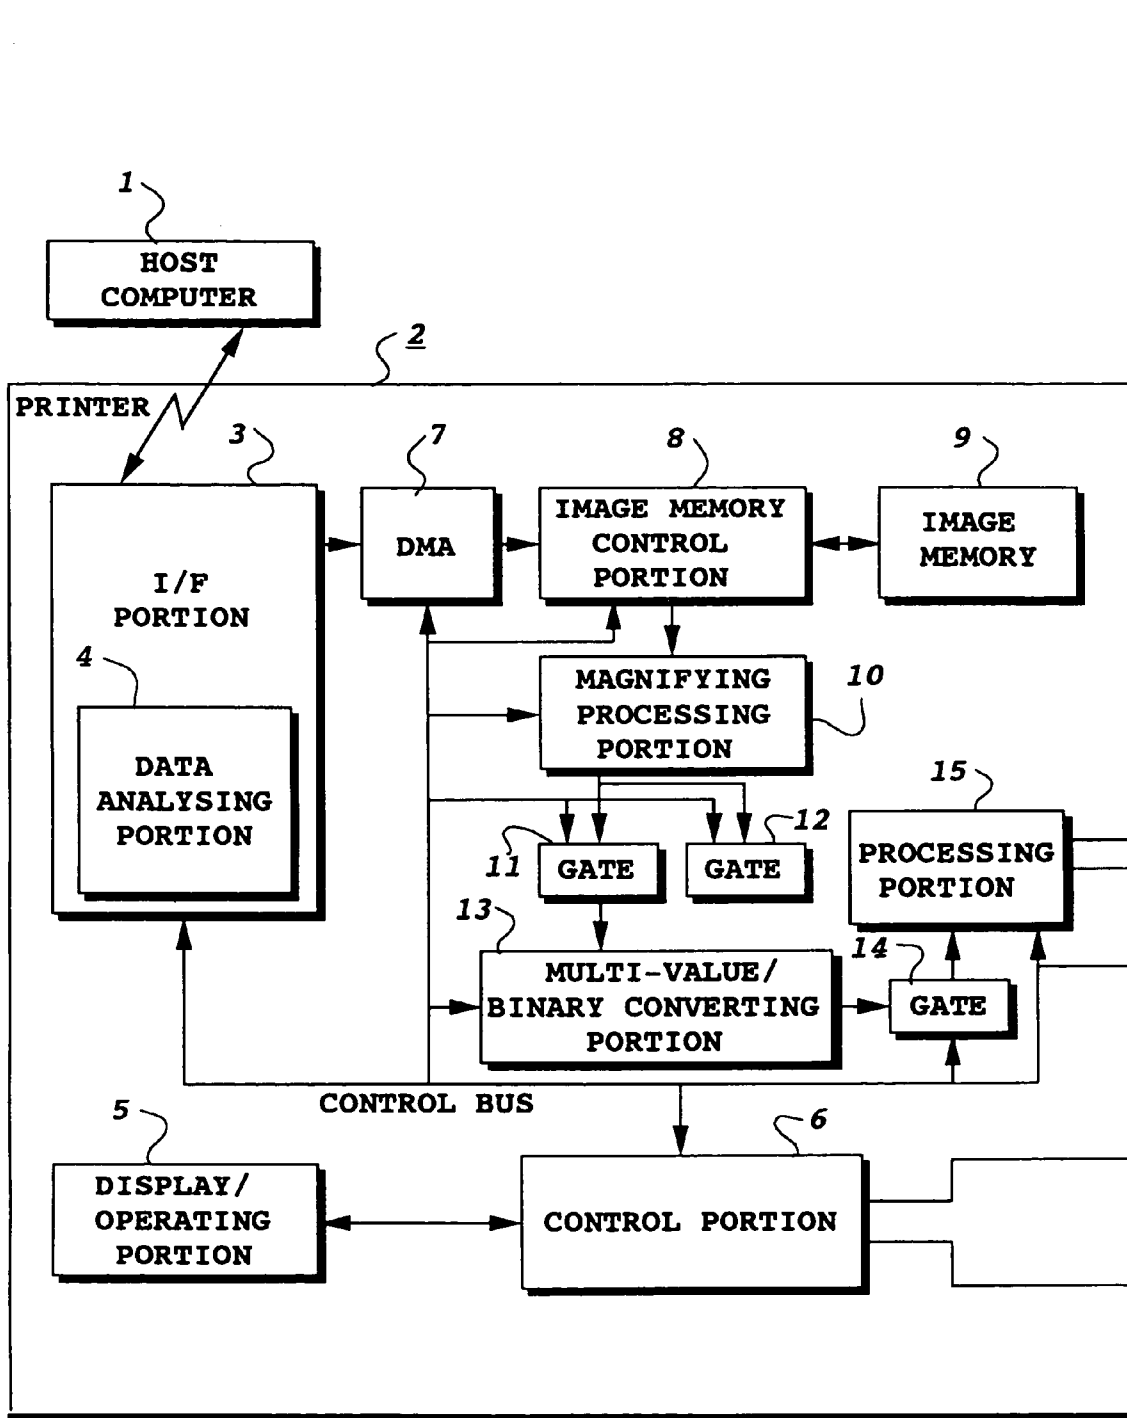 1
HOST
COMPUTER
2
PRINTER
3
7
8
9
I/F
PORTION
DMA
IMAGE MEMORY
CONTROL
PORTION
IMAGE
MEMORY
4
DATA
ANALYSING
PORTION
MAGNIFYING
PROCESSING
PORTION
10
11
GATE
12
GATE
15
PROCESSING
PORTION
13
MULTI-VALUE/
BINARY CONVERTING
PORTION
14
GATE
CONTROL BUS
5
DISPLAY/
OPERATING
PORTION
6
CONTROL PORTION